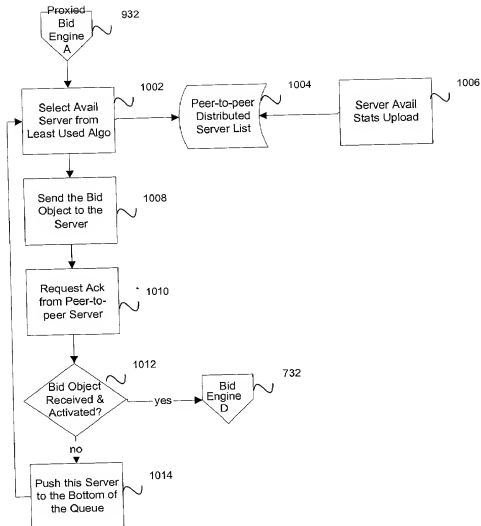 Proxied
Bid
Engine
A
932
Select Avail
Server from
Least Used Algo
1002
Peer-to-peer
Distributed
Server List
1004
Server Avail
Stats Upload
1006
Send the Bid
Object to the
Server
1008
Request Ack
from Peer-to-
peer Server
1010
Bid Object
Received &
Activated?
1012
yes
Bid
Engine
D
732
no
Push this Server
to the Bottom of
the Queue
1014